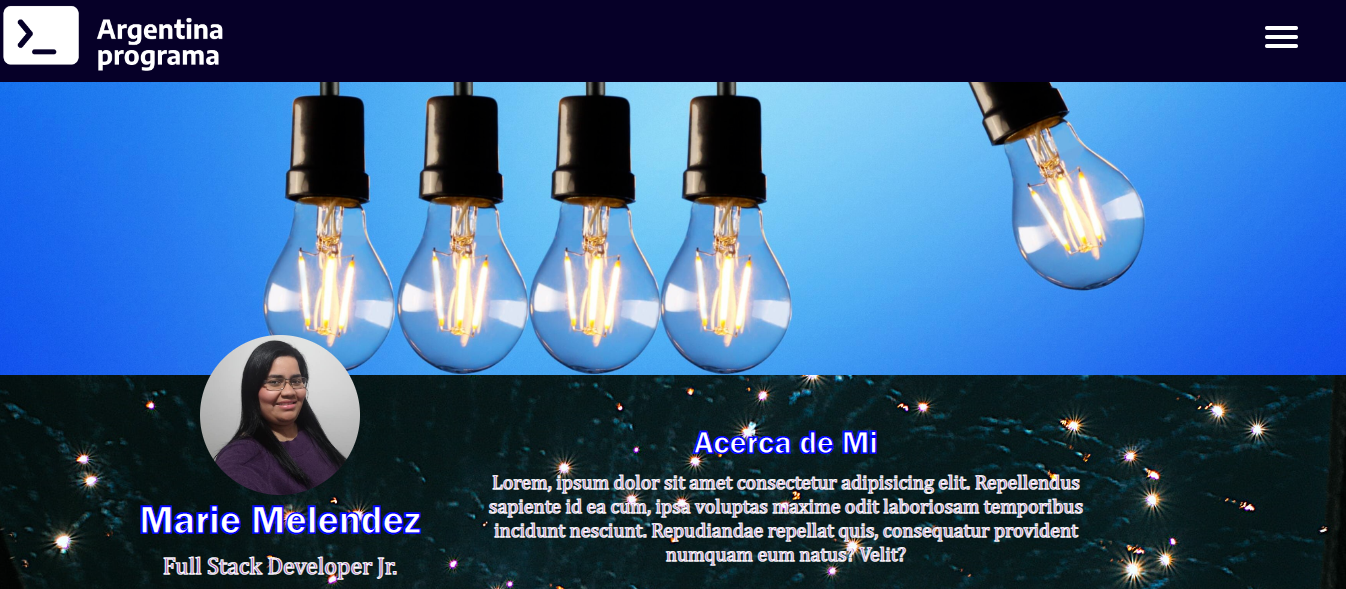 Argentina
programa
Marie Melendez
Full Stack Developer Jr.
Acerca de Mi
Lorem, ipsum dolor sit amet consectetur adipisicing elit. Repellendus
sapiente id ea cum, ipsa voluptas maxime odit laboriosam temporibus
incidunt nesciunt. Repudiandae repellat quis, consequatur provident
numquam eum natus? Velit?